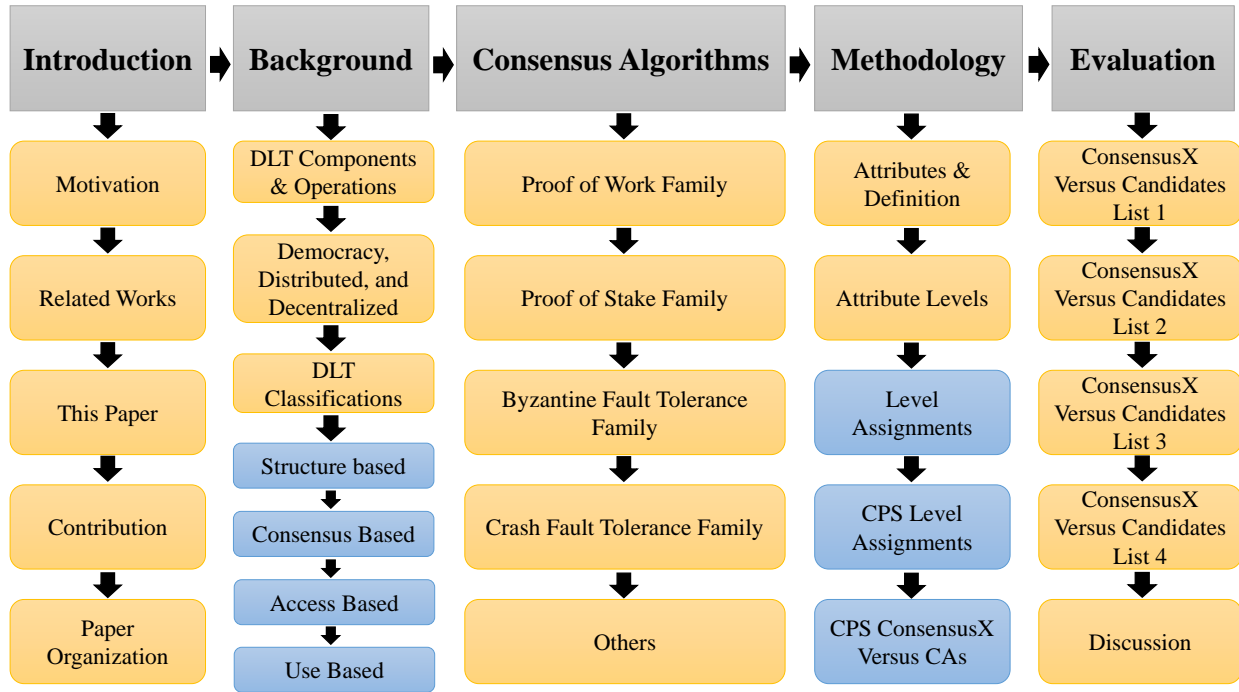 Introduction
Background
Consensus Algorithms
Methodology
Evaluation
Motivation
Related Works
This Paper
Contribution
Paper
Organization
DLT Components
& Operations
Democracy,
Distributed, and
Decentralized
DLT
Classifications
Structure based
Consensus Based
Access Based
Use Based
Proof of Work Family
Proof of Stake Family
Byzantine Fault Tolerance
Family
Crash Fault Tolerance Family
Others
Attributes &
Definition
Attribute Levels
Level
Assignments
CPS Level
Assignments
CPS ConsensusX
Versus CAs
ConsensusX
Versus Candidates
List 1
ConsensusX
Versus Candidates
List 2
ConsensusX
Versus Candidates
List 3
ConsensusX
Versus Candidates
List 4
Discussion